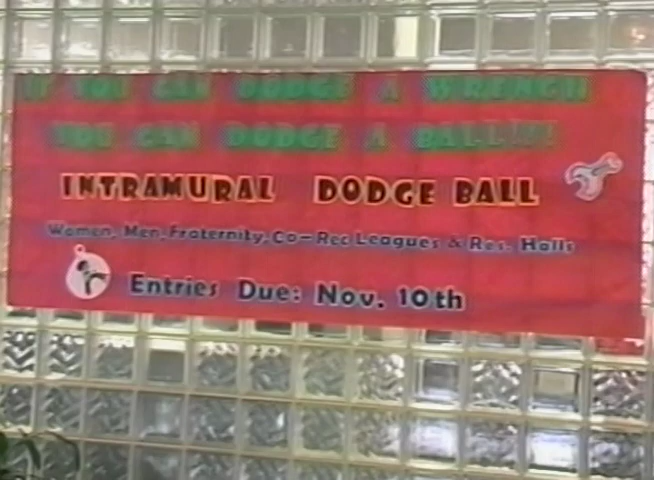 IF YOU CAN DODGE A WRENCH
YOU CAN DODGE A BALL!!!!
INTRAMURAL DODGE BALL
Women, Men, Fraternity, Co-Rec Leagues & Res. Halls
Entries Due: Nov. 10th